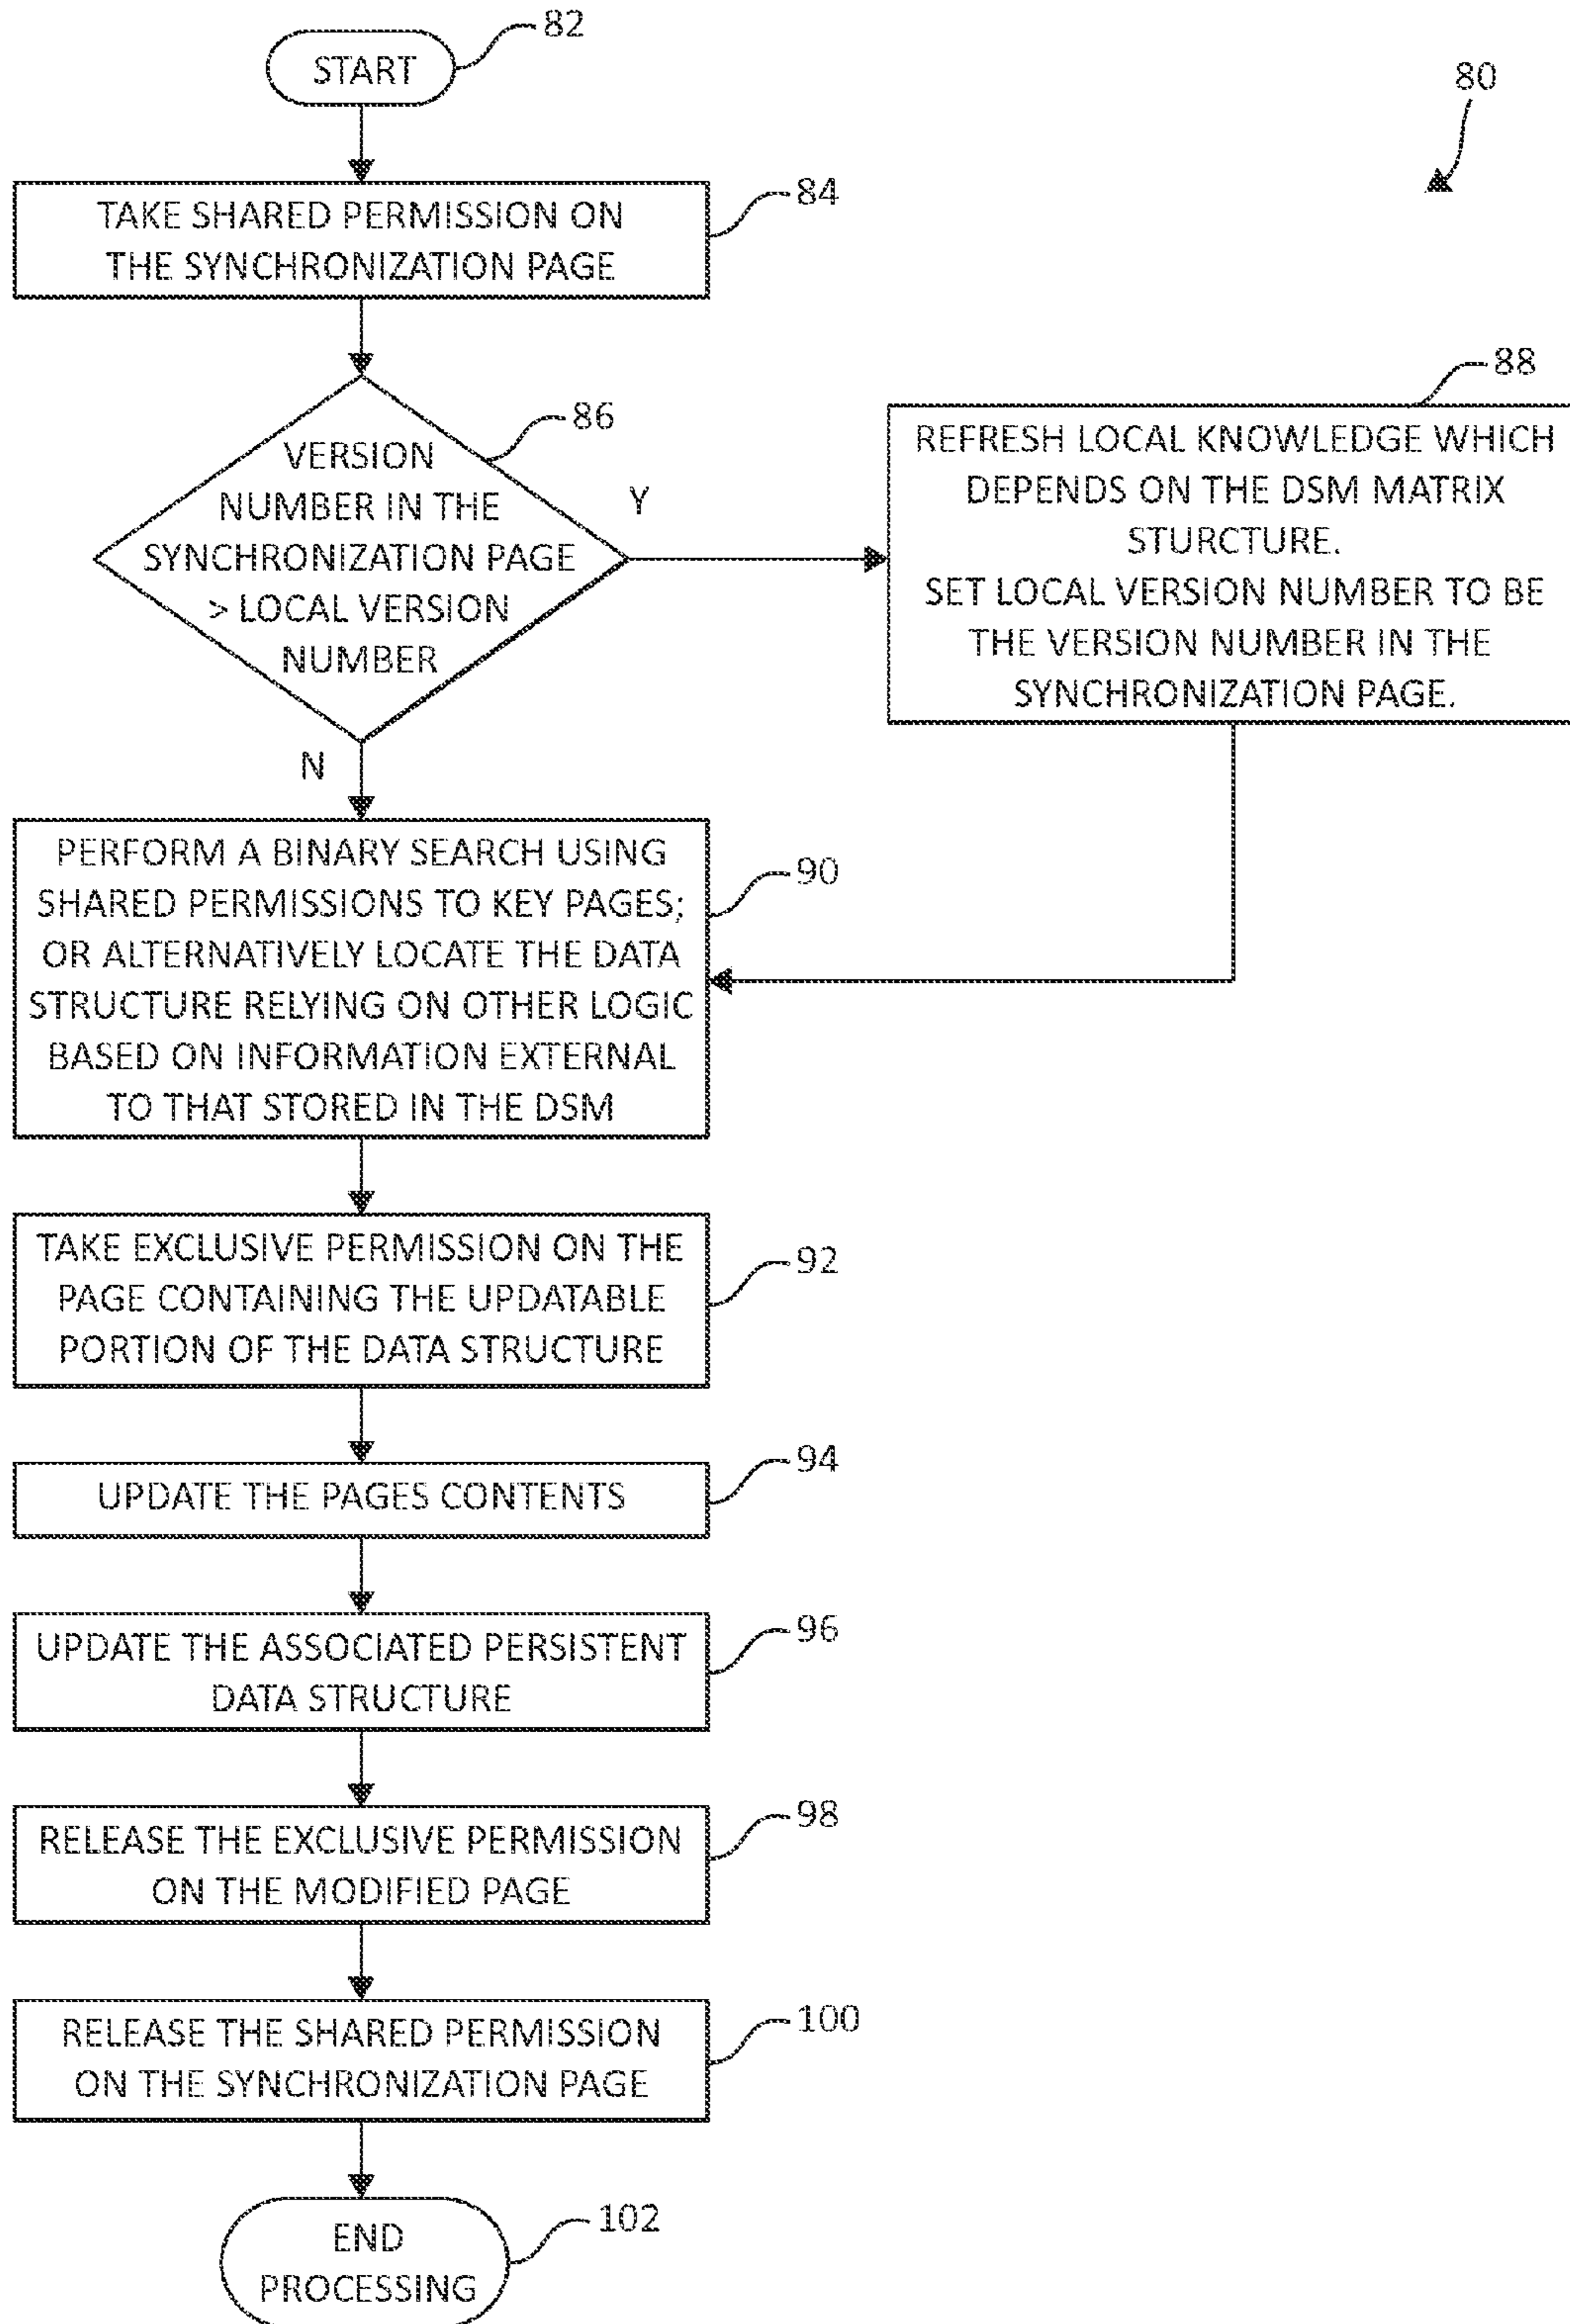 START
82
80
TAKE SHARED PERMISSION ON
THE SYNCHRONIZATION PAGE
84
VERSION
NUMBER IN THE
SYNCHRONIZATION PAGE
> LOCAL VERSION
NUMBER
86
Y
N
88
REFRESH LOCAL KNOWLEDGE WHICH
DEPENDS ON THE DSM MATRIX
STURCTURE.
SET LOCAL VERSION NUMBER TO BE
THE VERSION NUMBER IN THE
SYNCHRONIZATION PAGE.
PERFORM A BINARY SEARCH USING
SHARED PERMISSIONS TO KEY PAGES;
OR ALTERNATIVELY LOCATE THE DATA
STRUCTURE RELYING ON OTHER LOGIC
BASED ON INFORMATION EXTERNAL
TO THAT STORED IN THE DSM
90
TAKE EXCLUSIVE PERMISSION ON THE
PAGE CONTAINING THE UPDATABLE
PORTION OF THE DATA STRUCTURE
92
UPDATE THE PAGES CONTENTS
94
UPDATE THE ASSOCIATED PERSISTENT
DATA STRUCTURE
96
RELEASE THE EXCLUSIVE PERMISSION
ON THE MODIFIED PAGE
98
RELEASE THE SHARED PERMISSION
ON THE SYNCHRONIZATION PAGE
100
END
PROCESSING
102